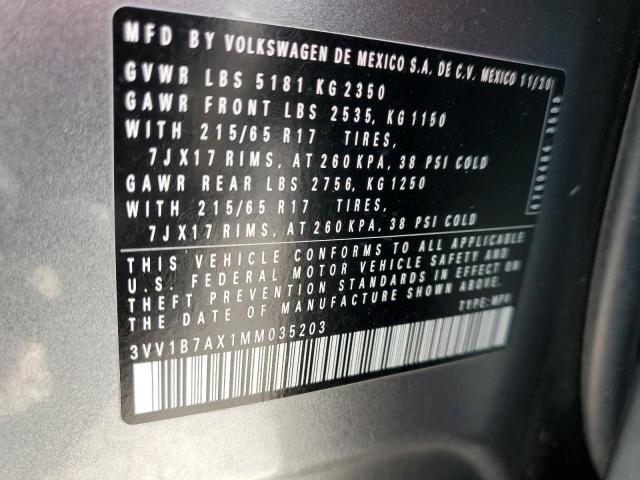 MFD BY VOLKSWAGEN DE MEXICO S.A. DE C.V. MEXICO 11/20
GVWR LBS 5181 KG 2350
GAWR FRONT LBS 2535, KG 1150
WITH 215/65 R17 TIRES,
7JX17 RIMS, AT 260 KPA, 38 PSI COLD
GAWR REAR LBS 2756, KG 1250
WITH 215/65 R17 TIRES,
7JX17 RIMS, AT 260 KPA, 38 PSI COLD
THIS VEHICLE CONFORMS TO ALL APPLICABLE
U.S. FEDERAL MOTOR VEHICLE SAFETY AND
THEFT PREVENTION STANDARDS IN EFFECT ON
THE DATE OF MANUFACTURE SHOWN ABOVE.
TYPE: MPV
3VV1B7AX1MM035203